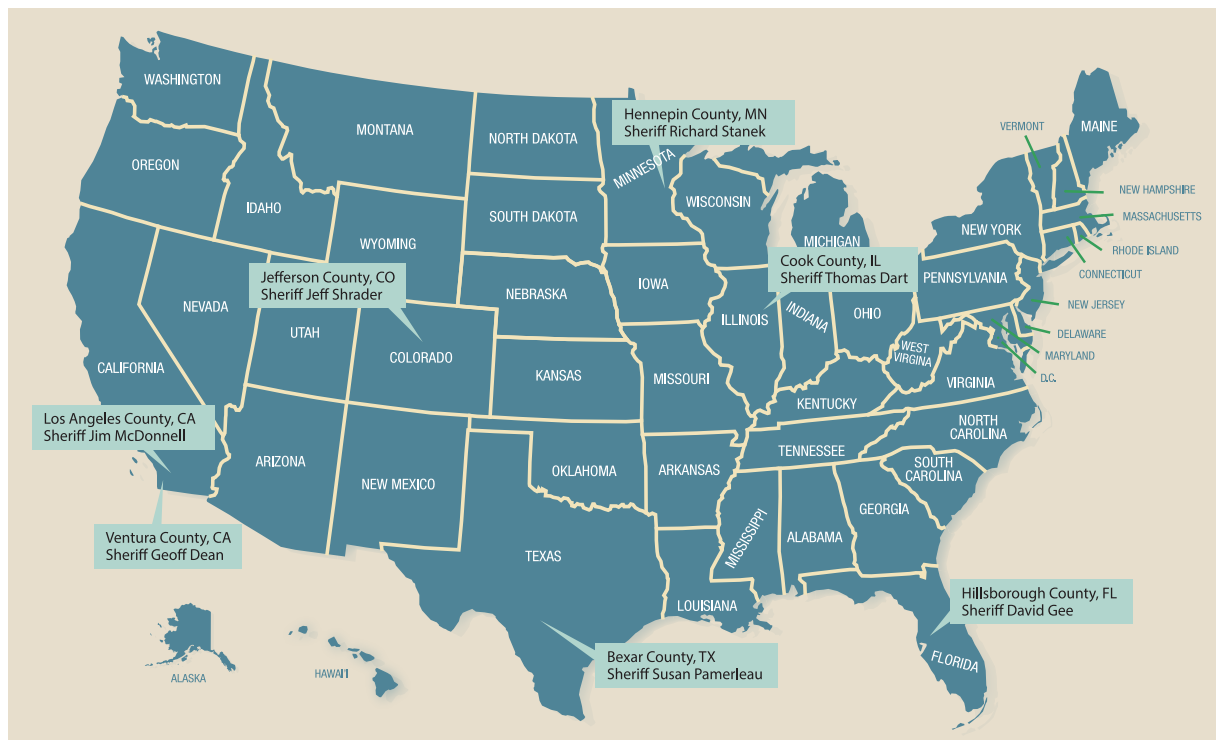 WASHINGTON
MONTANA
NORTH DAKOTA
Hennepin County, MN
Sheriff Richard Stanek
MINNESOTA
VERMONT
MAINE
OREGON
IDAHO
SOUTH DAKOTA
WISCONSIN
NEW HAMPSHIRE
MASSACHUSETTS
NEW YORK
RHODE ISLAND
CONNECTICUT
WYOMING
MICHIGAN
Jefferson County, CO
Sheriff Jeff Shrader
Cook County, IL
Sheriff Thomas Dart
PENNSYLVANIA
NEVADA
NEBRASKA
IOWA
NEW JERSEY
UTAH
ILLINOIS
INDIANA
OHIO
DELAWARE
COLORADO
WEST
VIRGINIA
MARYLAND
D.C.
CALIFORNIA
KANSAS
MISSOURI
VIRGINIA
KENTUCKY
Los Angeles County, CA
Sheriff Jim McDonnell
NORTH
CAROLINA
TENNESSEE
ARIZONA
NEW MEXICO
OKLAHOMA
ARKANSAS
SOUTH
CAROLINA
GEORGIA
Ventura County, CA
Sheriff Geoff Dean
TEXAS
MISSISSIPPI
ALABAMA
LOUISIANA
Hillsborough County, FL
Sheriff David Gee
FLORIDA
Bexar County, TX
Sheriff Susan Pamerleau
ALASKA
HAWAI'I